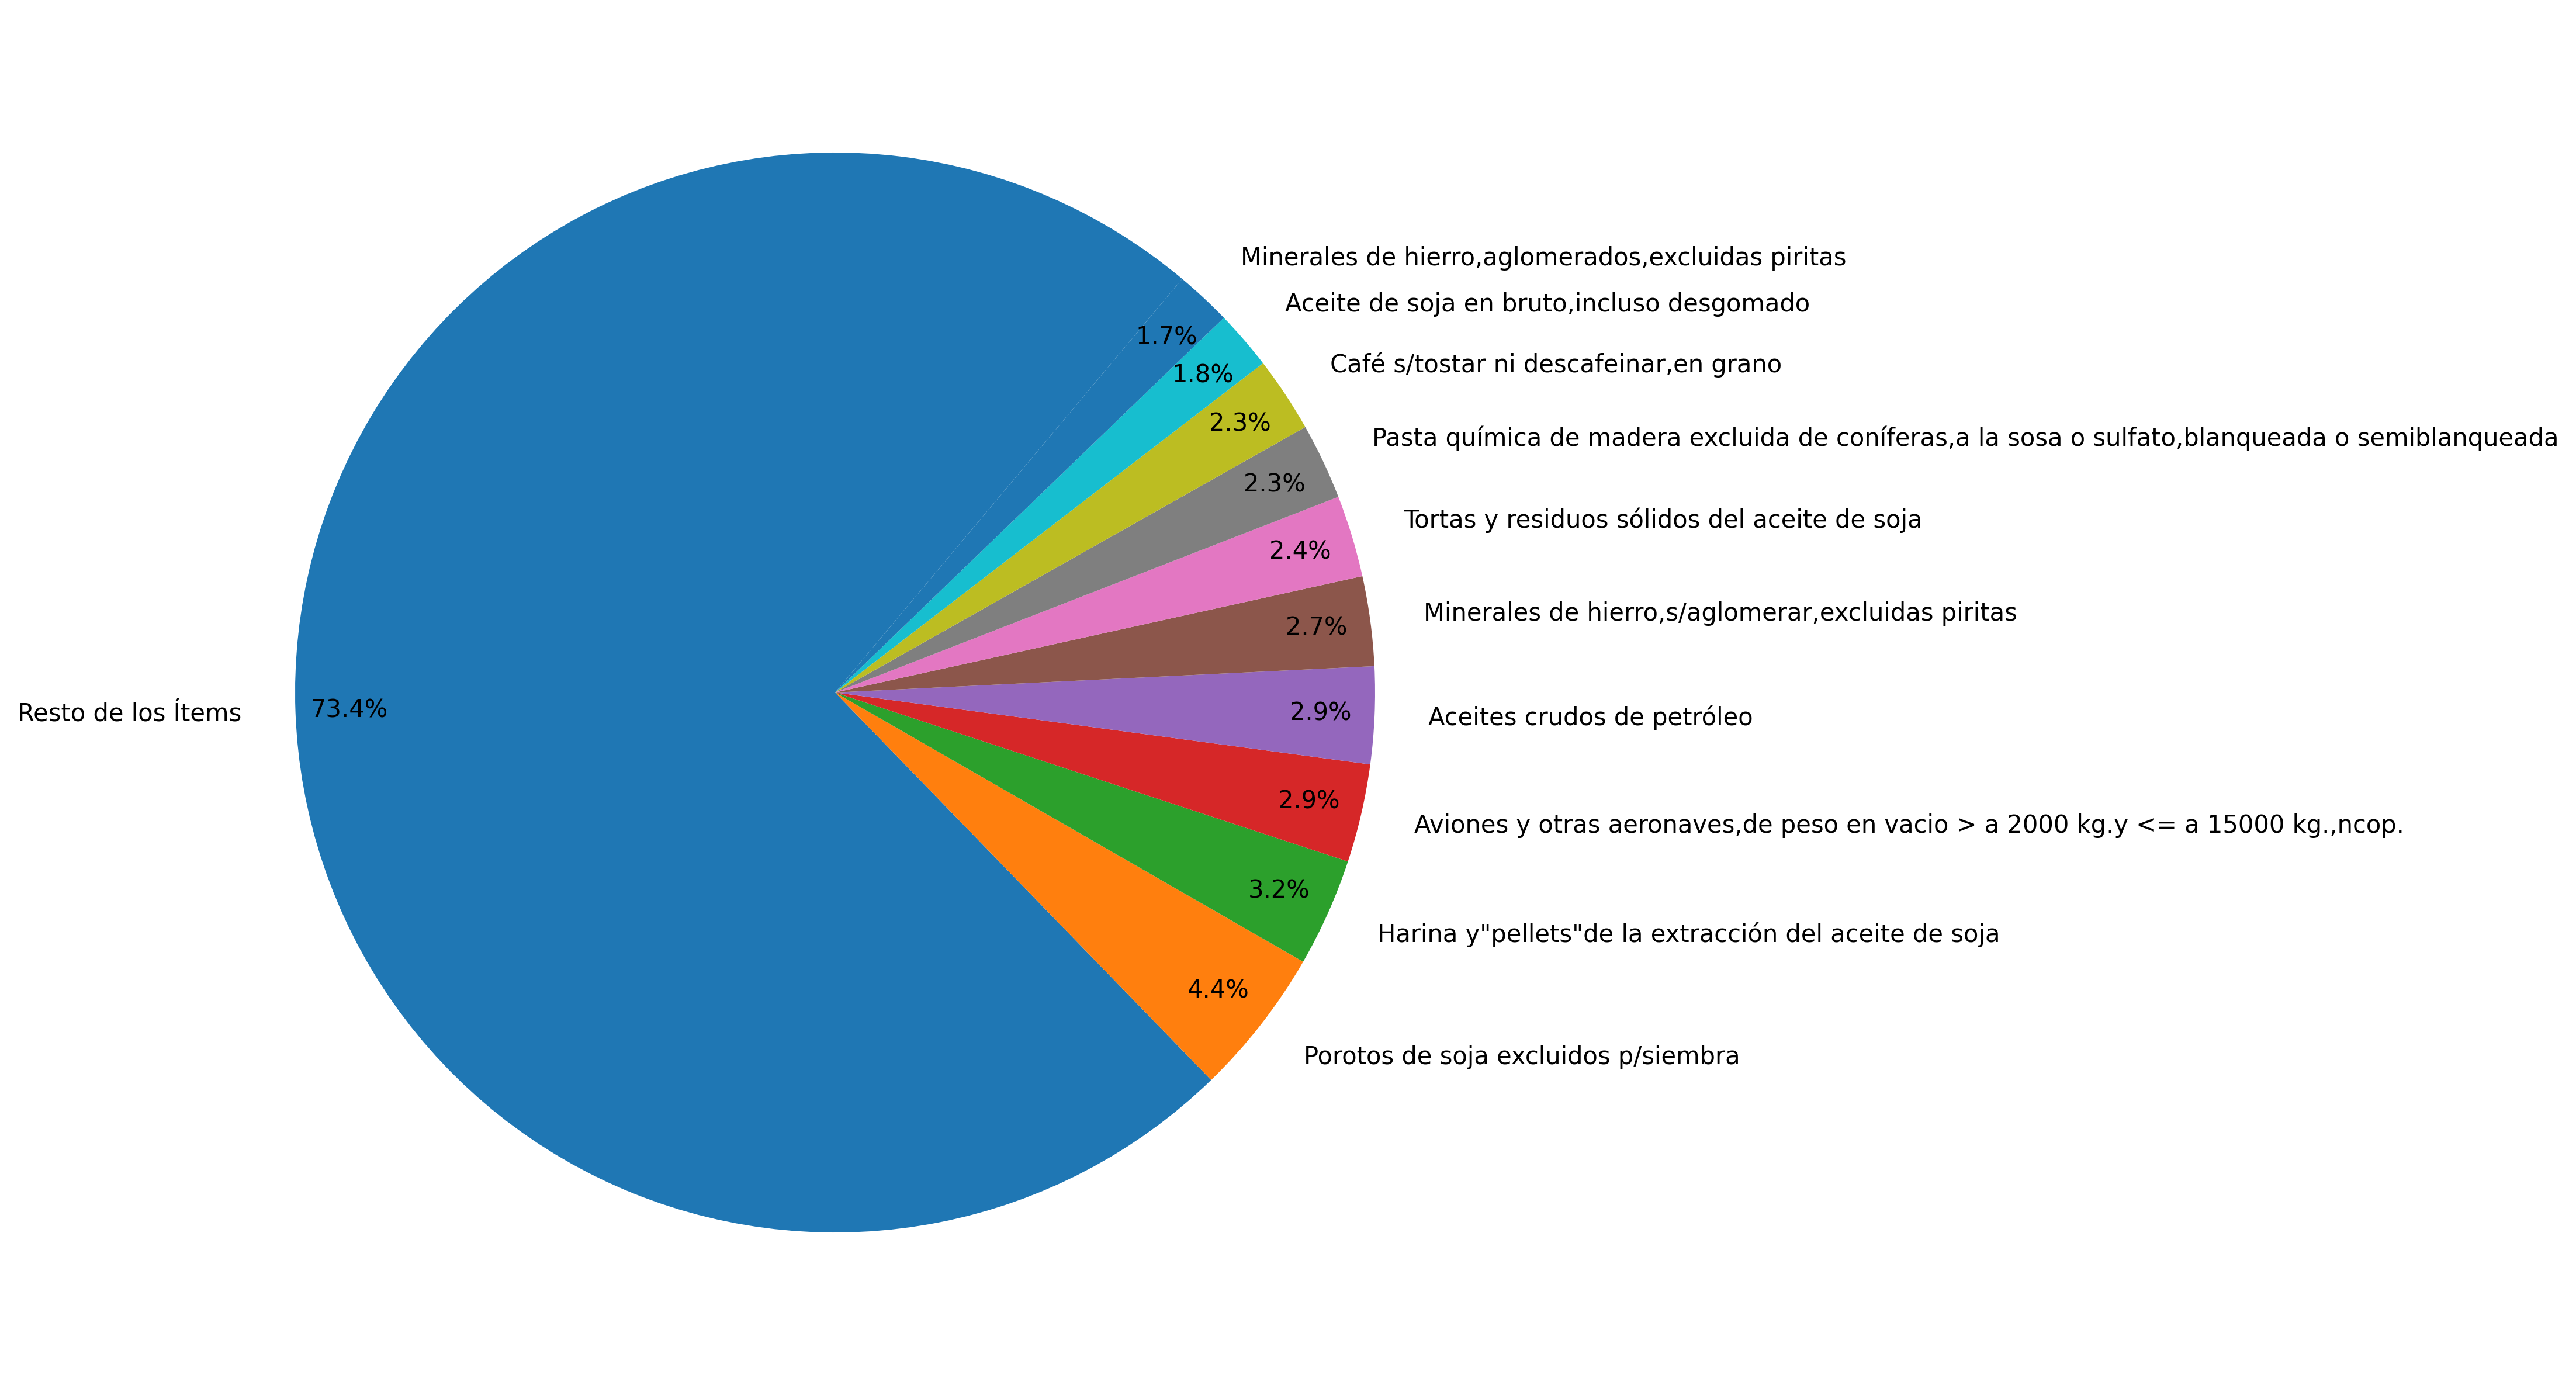 Minerales de hierro,aglomerados,excluidas piritas
1.7%
Aceite de soja en bruto,incluso desgomado
1.8%
Café s/tostar ni descafeinar,en grano
2.3%
Pasta química de madera excluida de coníferas,a la sosa o sulfato,blanqueada o semiblanqueada
2.3%
Tortas y residuos sólidos del aceite de soja
2.4%
Minerales de hierro,s/aglomerar,excluidas piritas
2.7%
Aceites crudos de petróleo
2.9%
Aviones y otras aeronaves,de peso en vacio > a 2000 kg.y <= a 15000 kg.,ncop.
2.9%
Harina y"pellets"de la extracción del aceite de soja
3.2%
Porotos de soja excluidos p/siembra
4.4%
Resto de los Ítems
73.4%